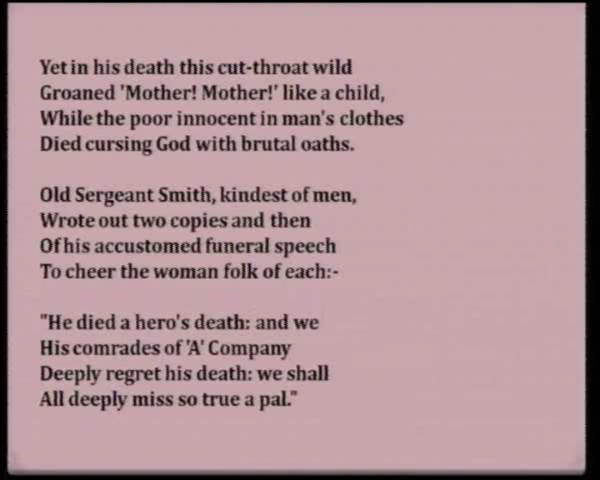 Yet in his death this cut-throat wild
Groaned 'Mother! Mother!' like a child,
While the poor innocent in man's clothes
Died cursing God with brutal oaths.

Old Sergeant Smith, kindest of men,
Wrote out two copies and then
Of his accustomed funeral speech
To cheer the woman folk of each:-

"He died a hero's death: and we
His comrades of 'A' Company
Deeply regret his death: we shall
All deeply miss so true a pal."